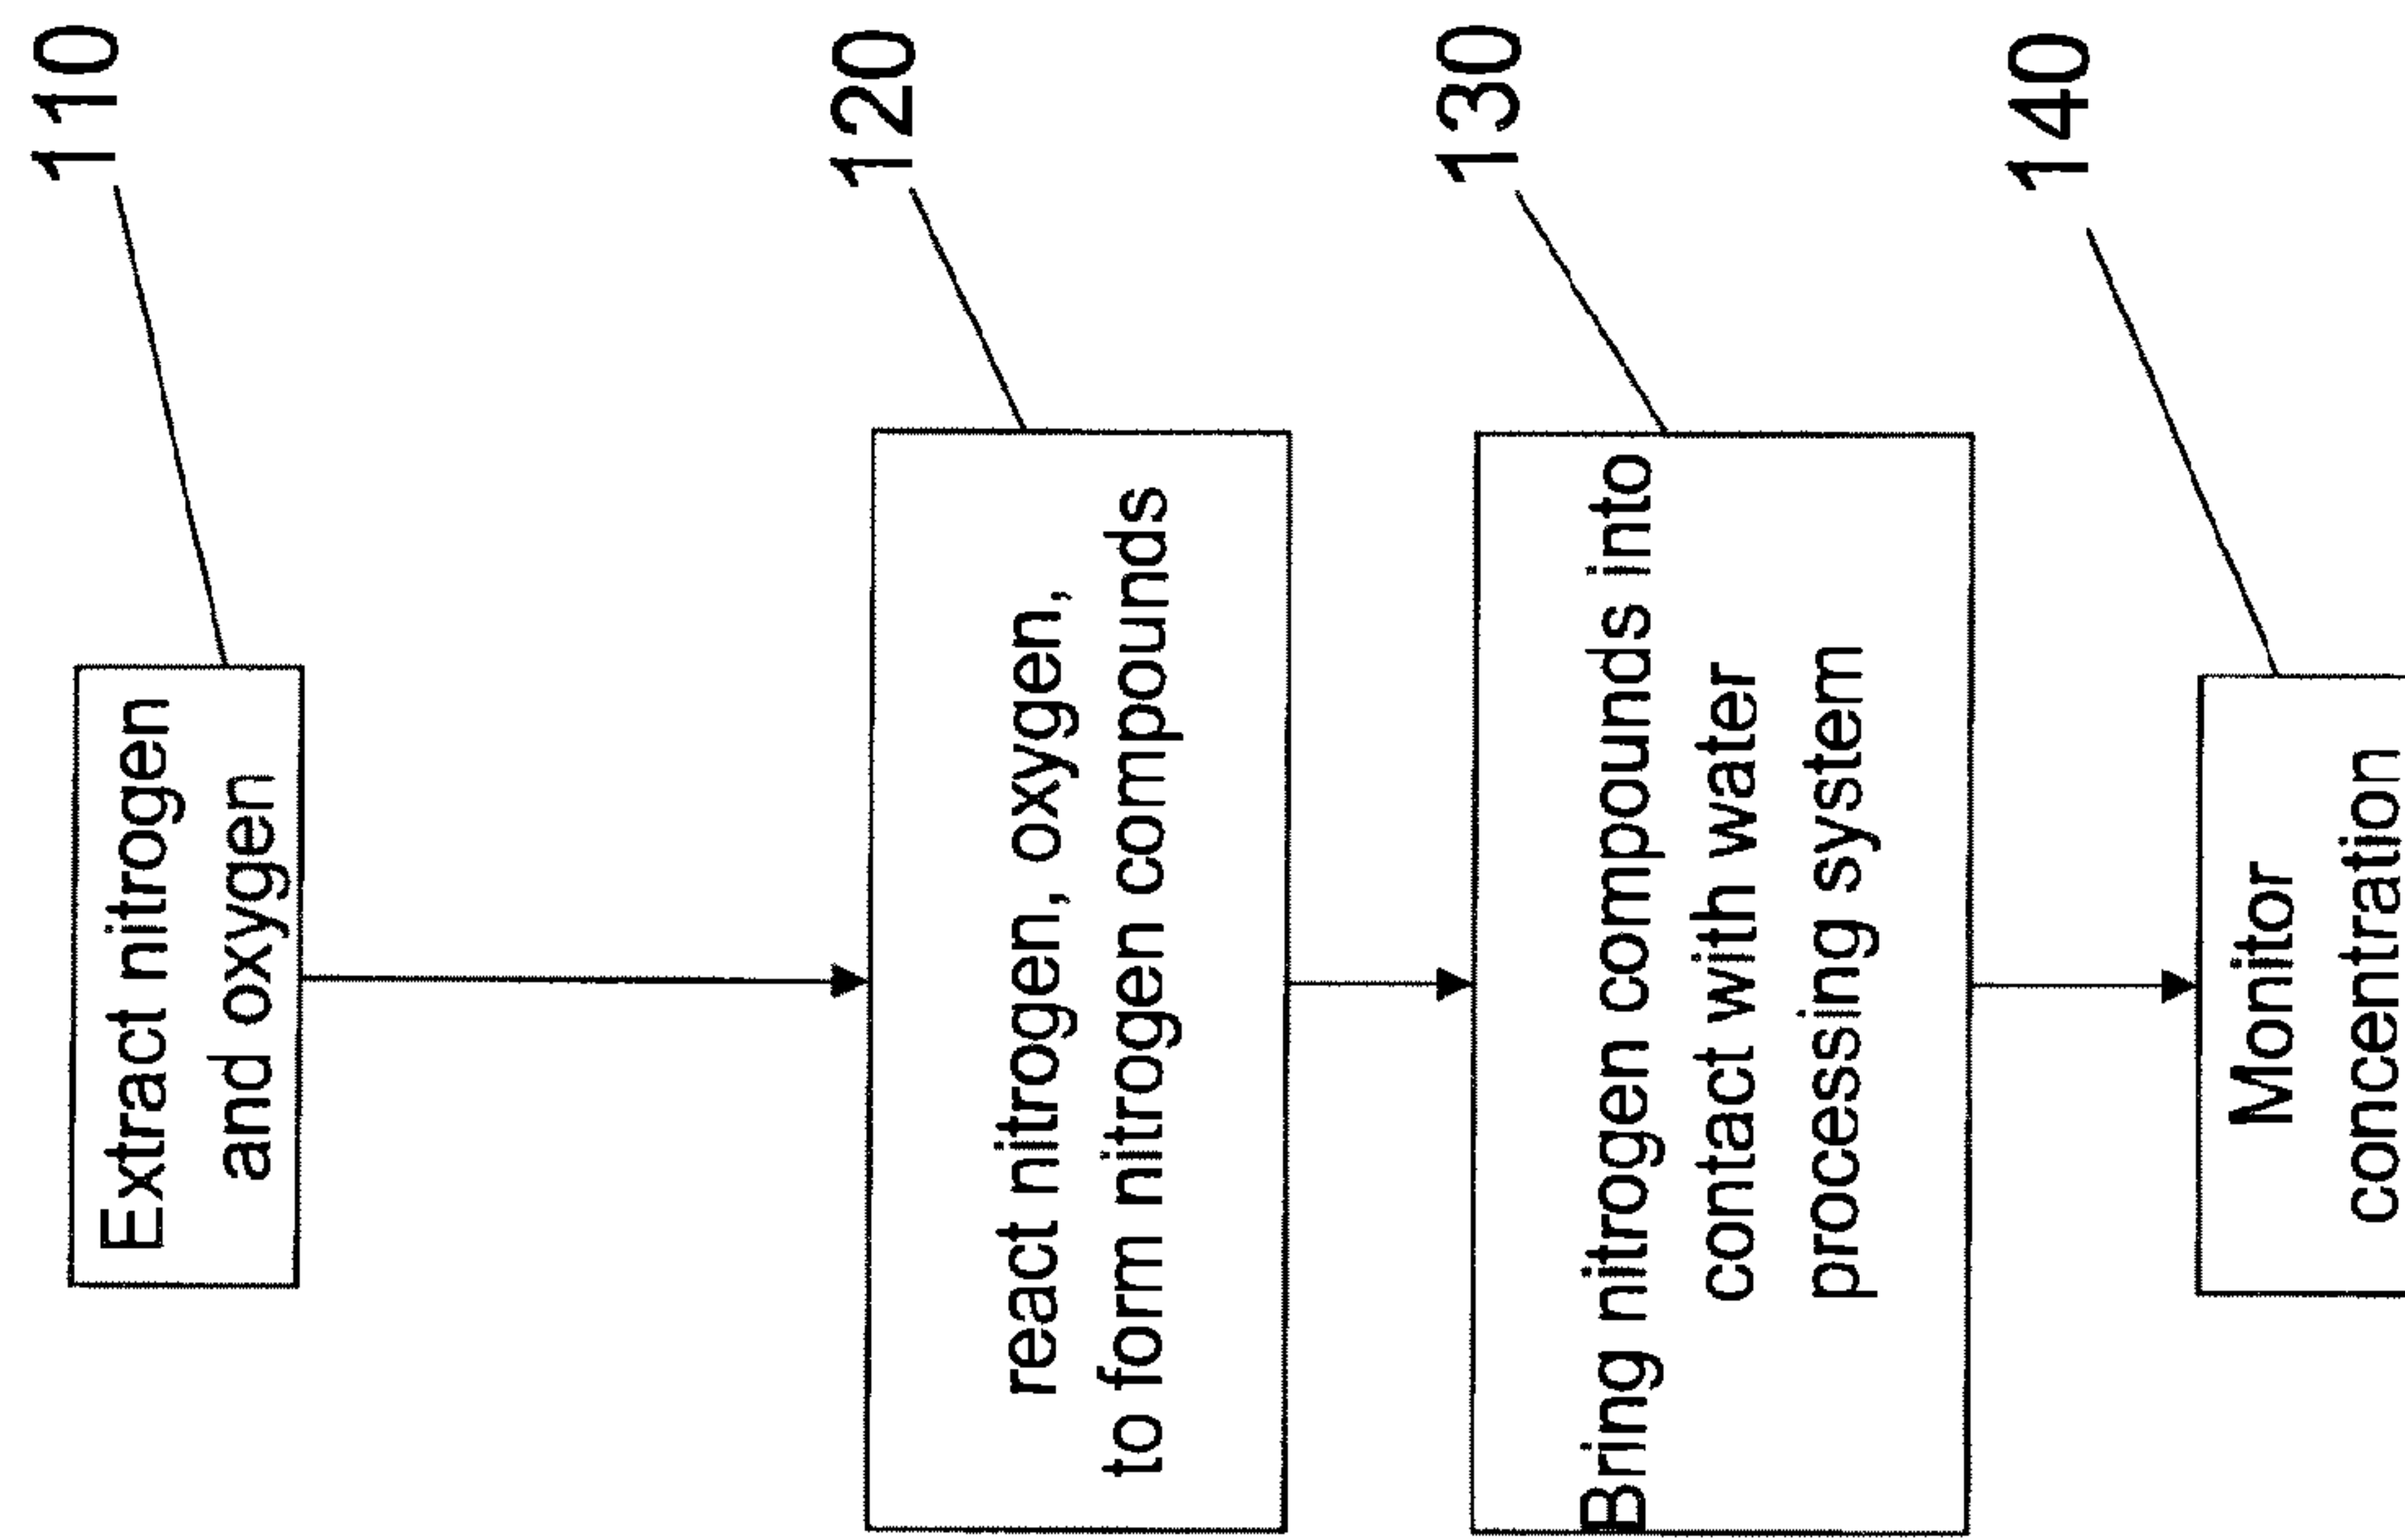 Extract nitrogen
and oxygen
110
react nitrogen, oxygen,
to form nitrogen compounds
120
Bring nitrogen compounds into
contact with water
processing system
130
Monitor
concentration
140